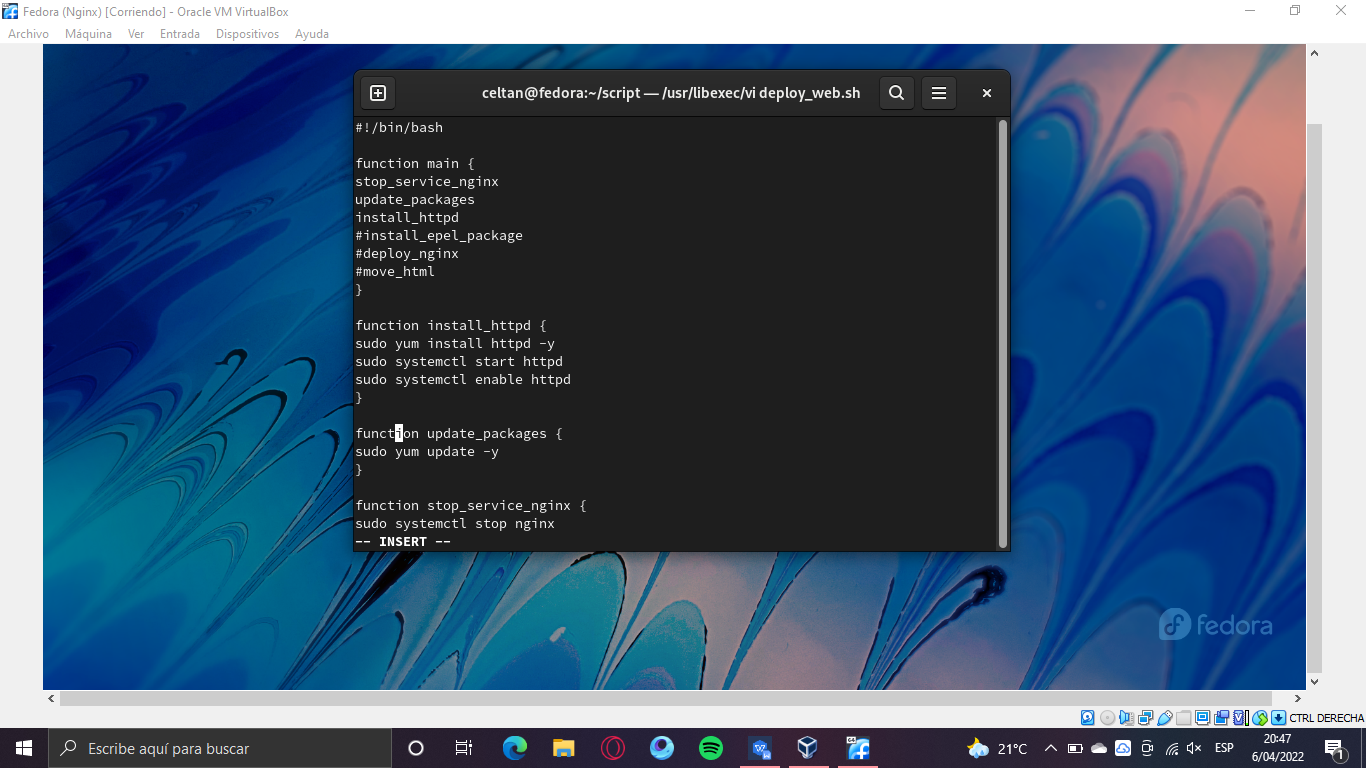 Fedora (Nginx) [Corriendo] - Oracle VM VirtualBox
Archivo Máquina Ver Entrada Dispositivos Ayuda
celtan@fedora:~/script — /usr/libexec/vi deploy_web.sh
#!/bin/bash
function main {
stop_service_nginx
update_packages
install_httpd
#install_epel_package
#deploy_nginx
#move_html
}
function install_httpd {
sudo yum install httpd -y
sudo systemctl start httpd
sudo systemctl enable httpd
}
function update_packages {
sudo yum update -y
}
function stop_service_nginx {
sudo systemctl stop nginx
-- INSERT --
fedora
CTRL DERECHA
Escribe aquí para buscar
21°C
ESP
20:47
6/04/2022
1